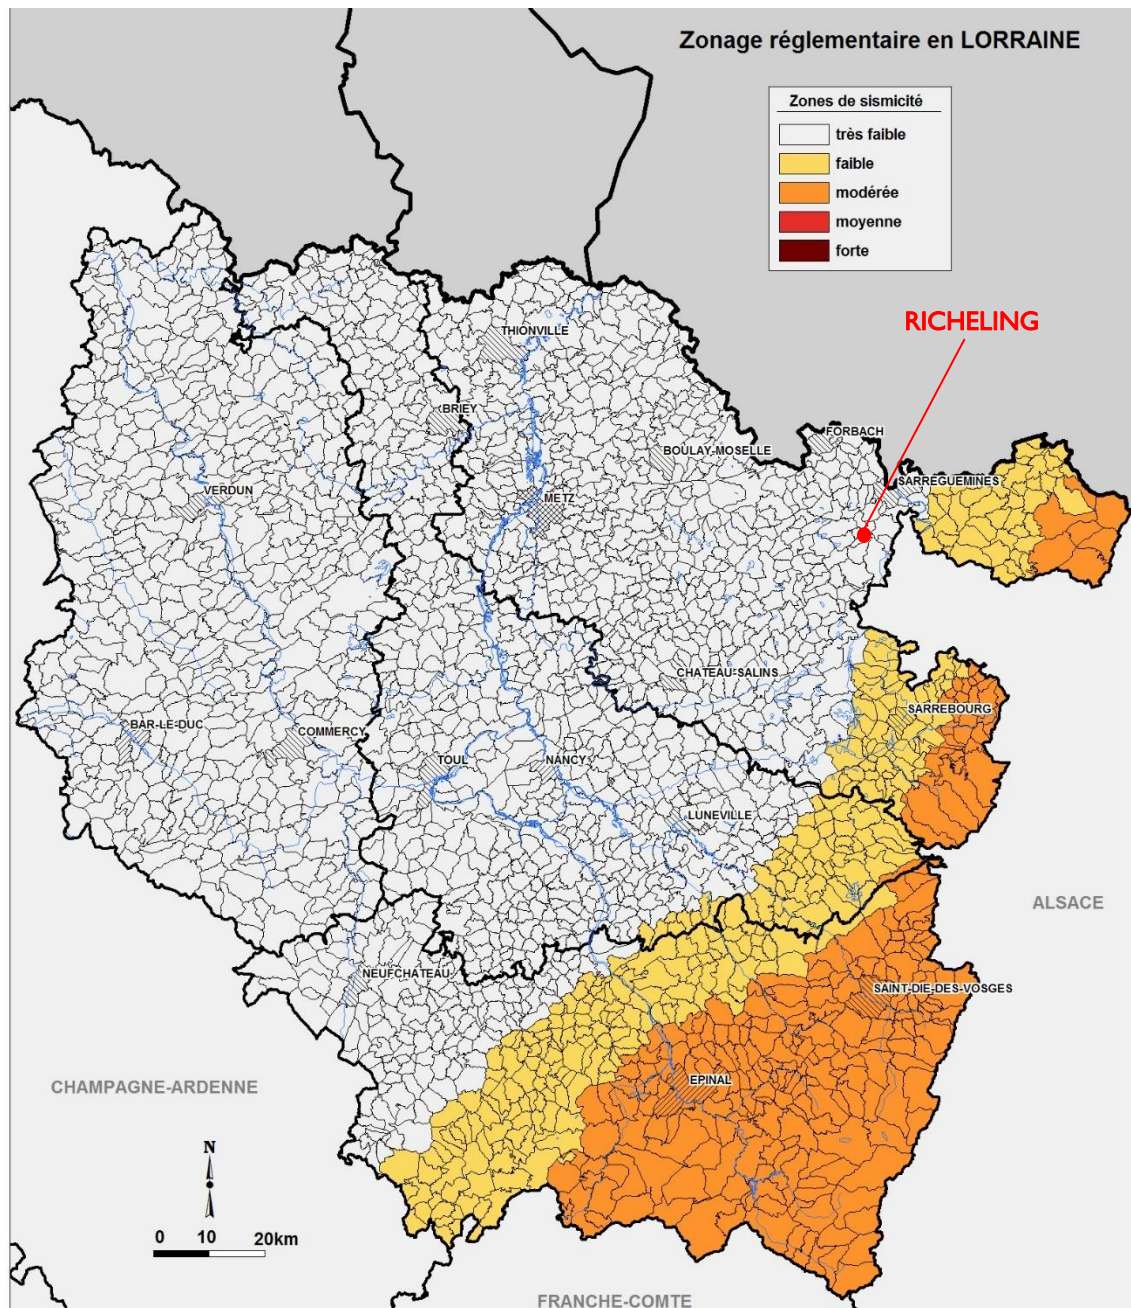 Zonage réglementaire en LORRAINE
Zones de sismicité
très faible
faible
modérée
moyenne
forte
RICHELING
THIONVILLE
BRIEY
FORBACH
BOULAY-MOSELLE
SARREGUEMINES
VERDUN
METZ
CHATEAU-SALINS
SARREBOURG
BAR-LE-DUC
COMMERCY
TOUL
NANCY
LUNEVILLE
ALSACE
NEUFCHATEAU
SAINT-DIE-DES-VOSGES
EPINAL
CHAMPAGNE-ARDENNE
N
0 10 20km
FRANCHE-COMTE